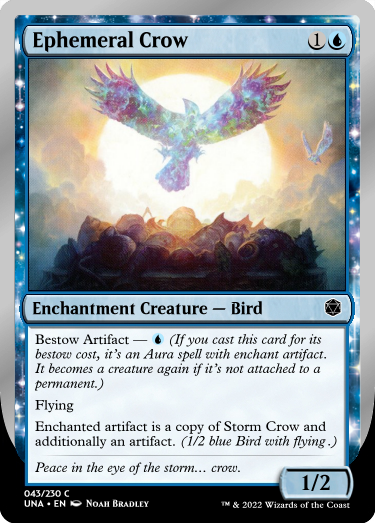 Ephemeral Crow 1
Enchantment Creature — Bird
Bestow Artifact — (If you cast this card for its
bestow cost, it's an Aura spell with enchant artifact.
It becomes a creature again if it's not attached to a
permanent.)
Flying
Enchanted artifact is a copy of Storm Crow and
additionally an artifact. (1/2 blue Bird with flying .)
Peace in the eye of the storm... crow.
1/2
043/230 C
UNA • EN Noah Bradley
™ & 2022 Wizards of the Coast